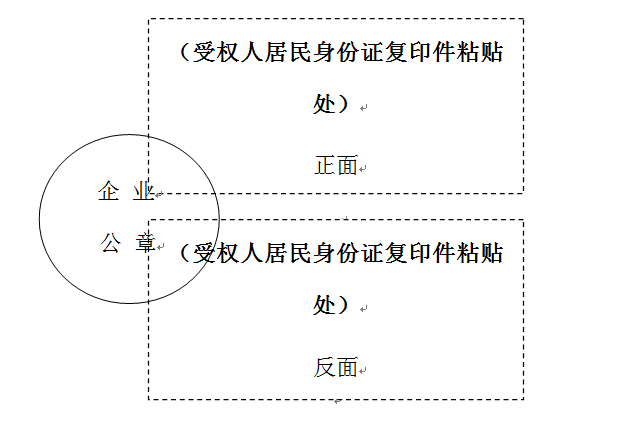 （受权人居民身份证复印件粘贴
处）
正面
企 业
公 章
（受权人居民身份证复印件粘贴
处）
反面